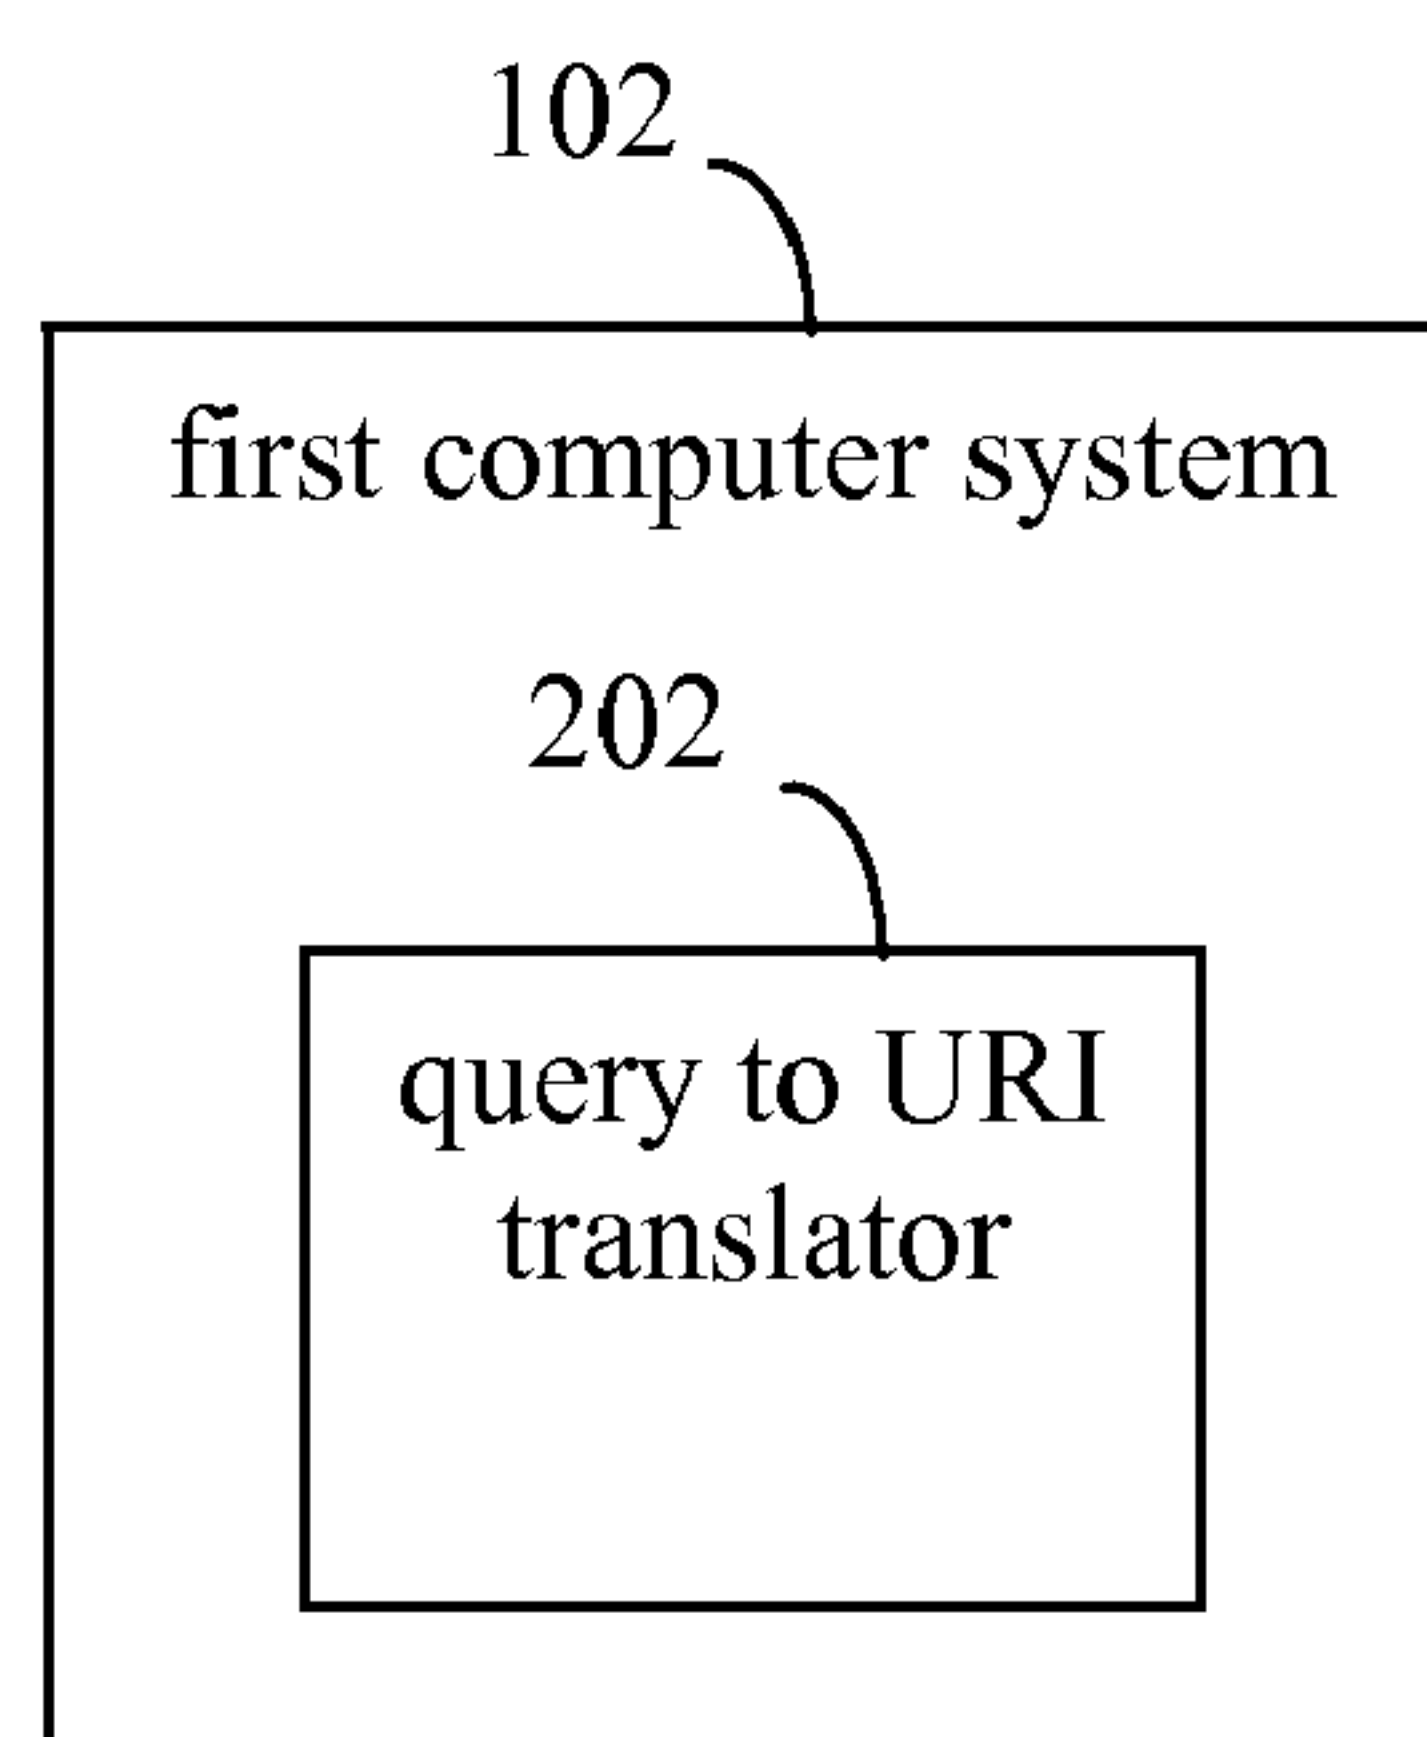 102
first computer system
202
query to URI
translator